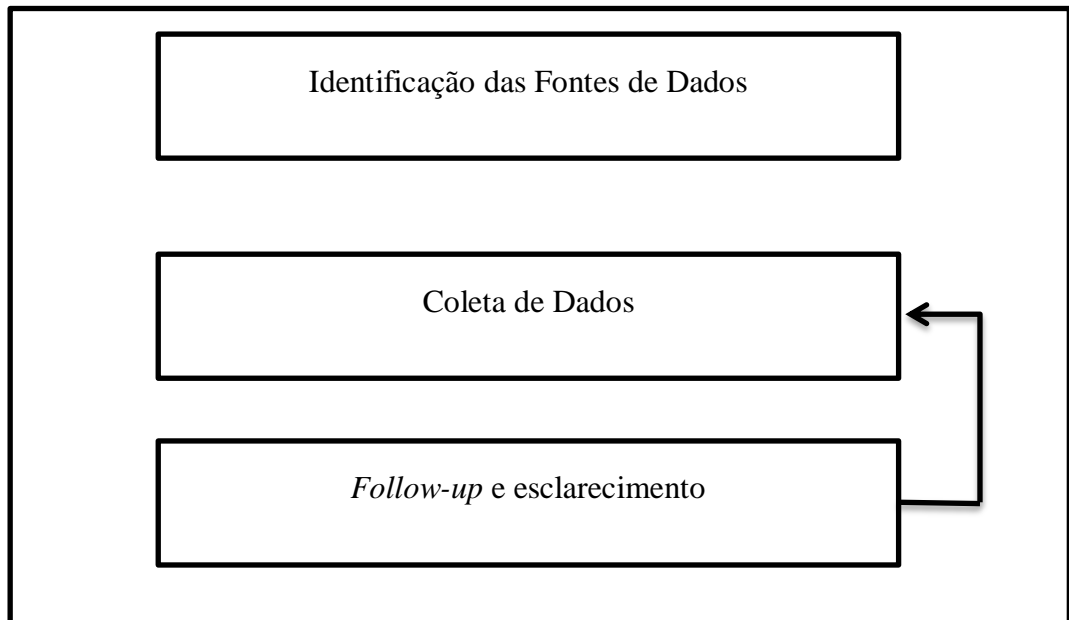 Identificação das Fontes de Dados
Coleta de Dados
Follow-up e esclarecimento